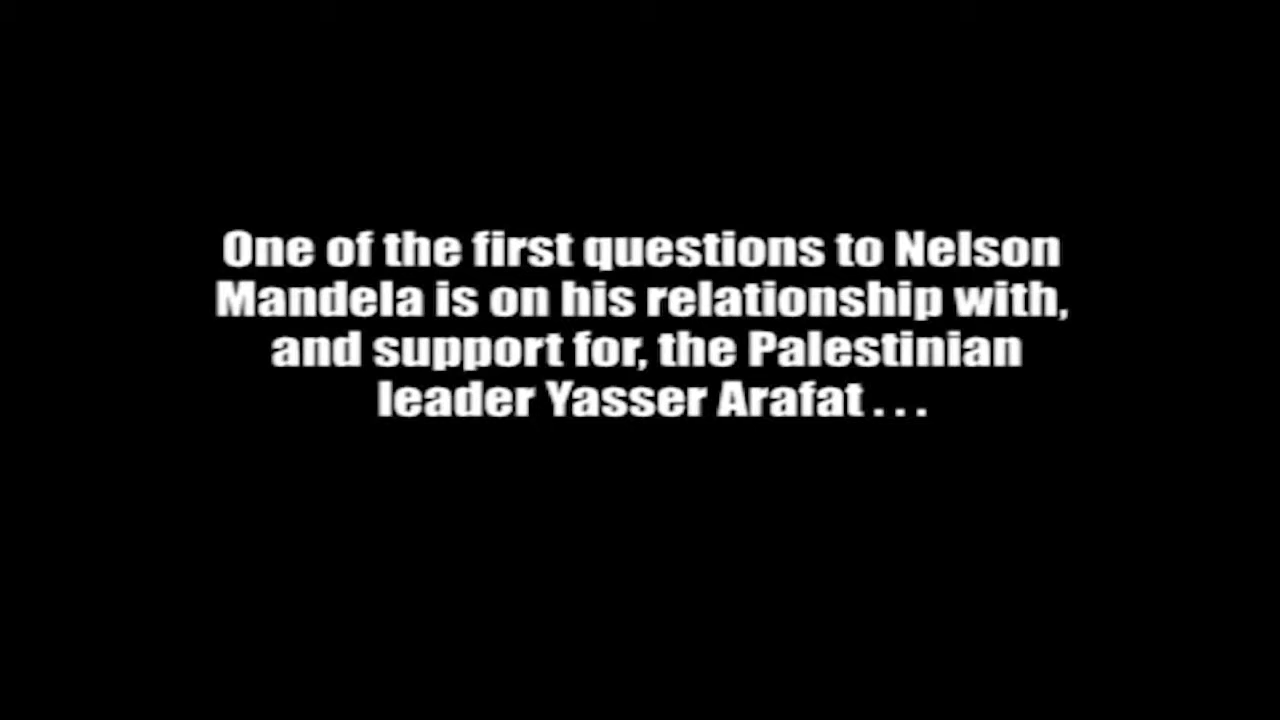 One of the first questions to Nelson
Mandela is on his relationship with,
and support for, the Palestinian
leader Yasser Arafat . . .